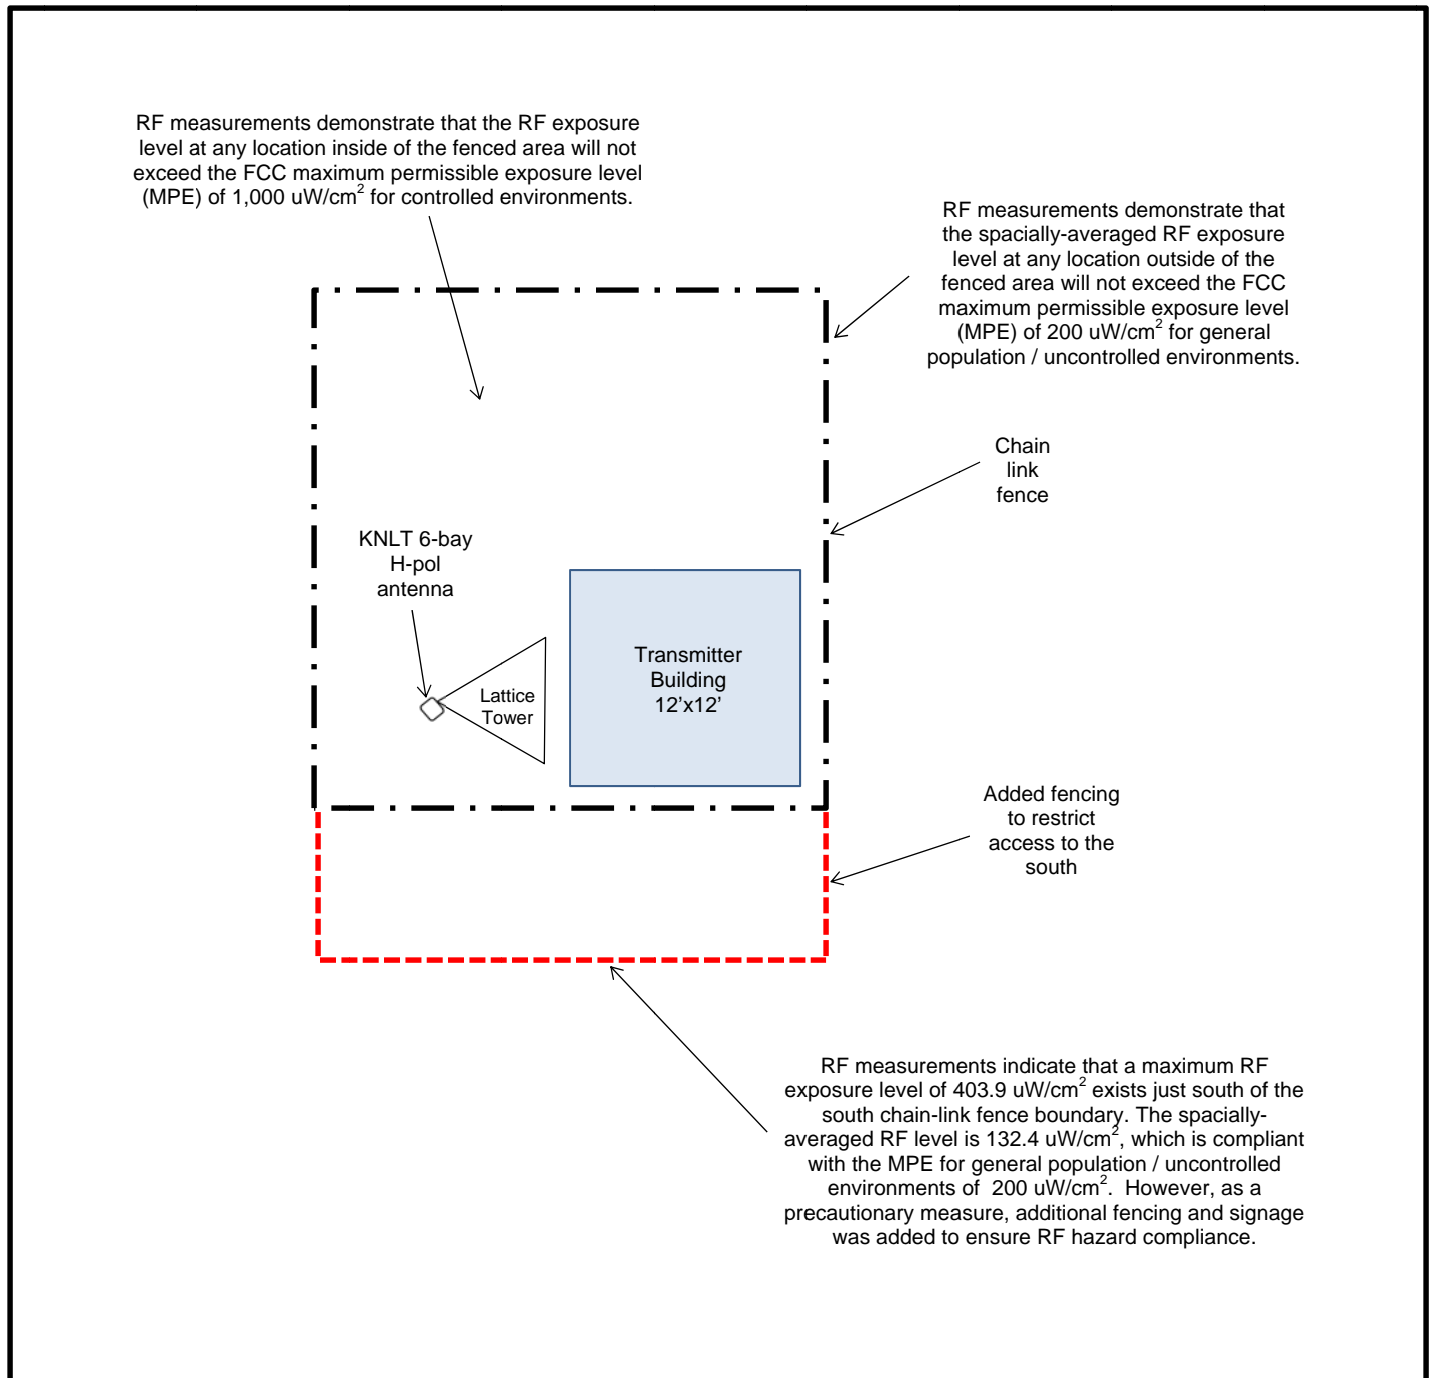 RF measurements demonstrate that the RF exposure
level at any location inside of the fenced area will not
exceed the FCC maximum permissible exposure level
(MPE) of 1,000 uW/cm² for controlled environments.
RF measurements demonstrate that
the spacially-averaged RF exposure
level at any location outside of the
fenced area will not exceed the FCC
maximum permissible exposure level
(MPE) of 200 uW/cm² for general
population / uncontrolled environments.
Chain
link
fence
KNLT 6-bay
H-pol
antenna
Transmitter
Building
12’x12’
Lattice
Tower
Added fencing
to restrict
access to the
south
RF measurements indicate that a maximum RF
exposure level of 403.9 uW/cm² exists just south of the
south chain-link fence boundary. The spacially-
averaged RF level is 132.4 uW/cm², which is compliant
with the MPE for general population / uncontrolled
environments of 200 uW/cm². However, as a
precautionary measure, additional fencing and signage
was added to ensure RF hazard compliance.